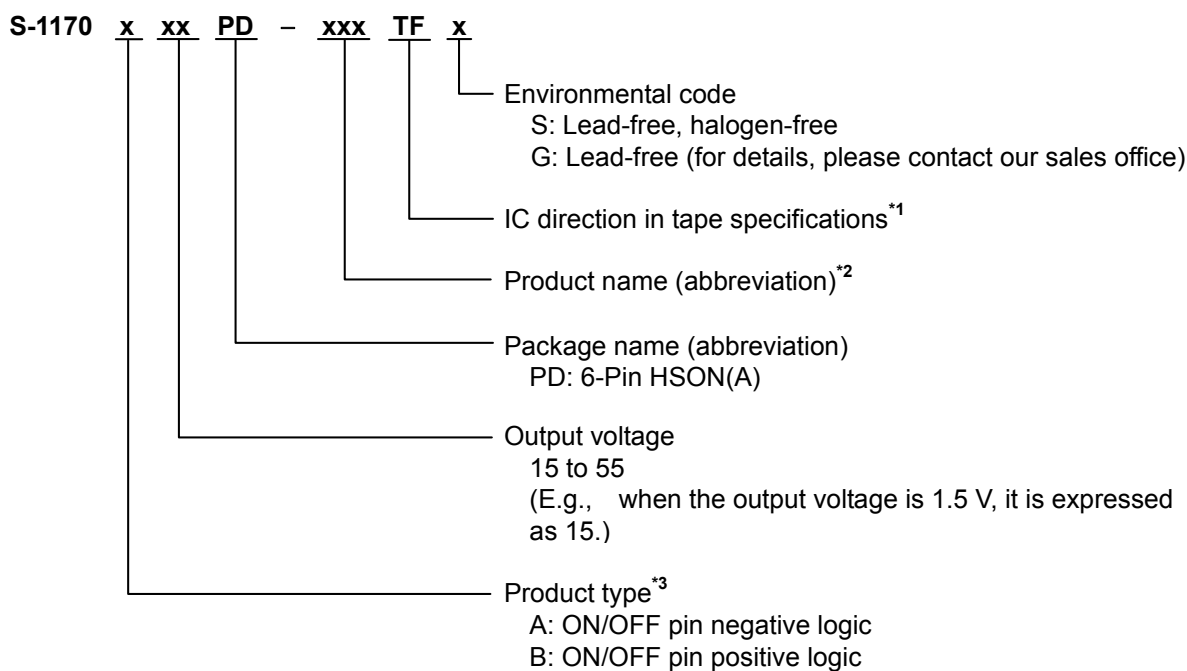 S-1170 x xx PD – xxx TF x
Environmental code
S: Lead-free, halogen-free
G: Lead-free (for details, please contact our sales office)
IC direction in tape specifications*1
Product name (abbreviation)*2
Package name (abbreviation)
PD: 6-Pin HSON(A)
Output voltage
15 to 55
(E.g., when the output voltage is 1.5 V, it is expressed
as 15.)
Product type*3
A: ON/OFF pin negative logic
B: ON/OFF pin positive logic